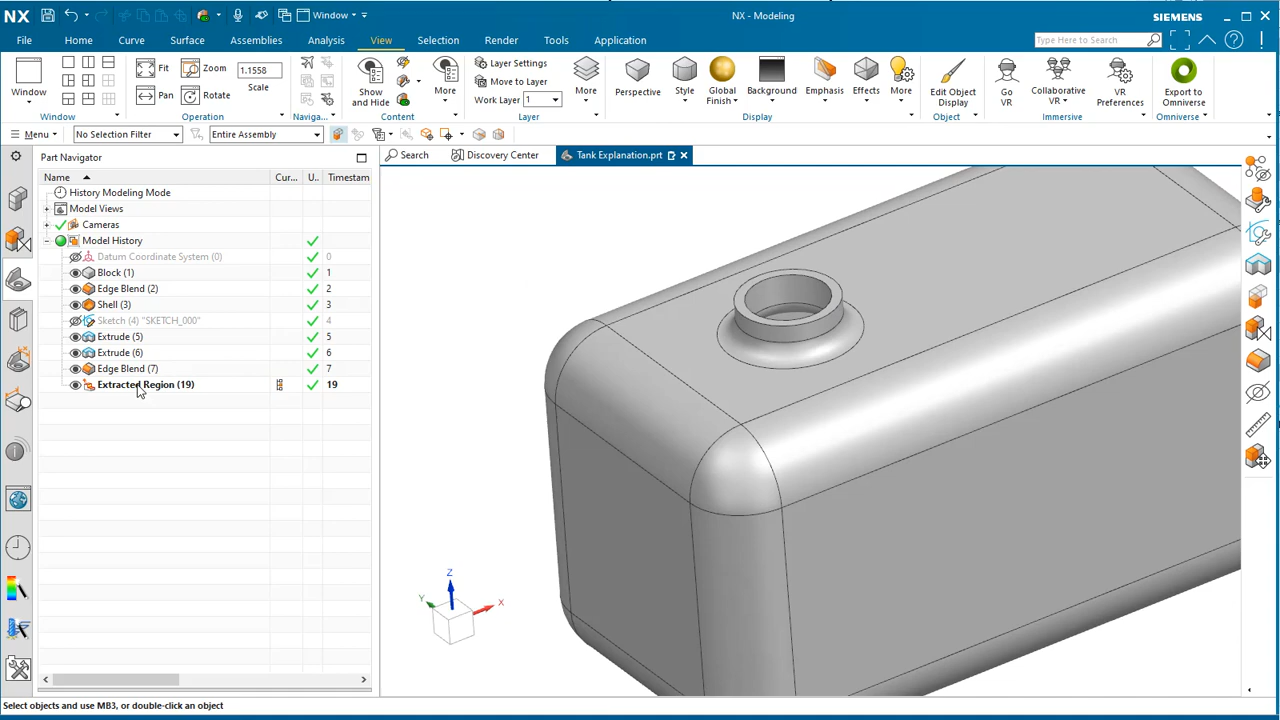 NX Window NX - Modeling SIEMENS
File Home Curve Surface Assemblies Analysis View Selection Render Tools Application Type Here to Search
Window
Fit
Zoom
Pan
Rotate
1.1558
Scale
Show
and Hide
More
Layer Settings
Move to Layer
Work Layer 1
More
Perspective
Style
Global
Finish
Background
Emphasis
Effects
More
Edit Object
Display
Go
VR
Collaborative
VR
VR
Preferences
Export to
Omniverse
Window Operation Naviga... Content Layer Display Object Immersive Omniverse
Menu No Selection Filter Entire Assembly
Part Navigator
Search Discovery Center Tank Explanation.prt
Name Cur... U.. Timestam
History Modeling Mode
Model Views
Cameras
Model History
Datum Coordinate System (0) 0
Block (1) 1
Edge Blend (2) 2
Shell (3) 3
Sketch (4) "SKETCH_000" 4
Extrude (5) 5
Extrude (6) 6
Edge Blend (7) 7
Extracted Region (19) 19
Z
Y
X
Select objects and use MB3, or double-click an object